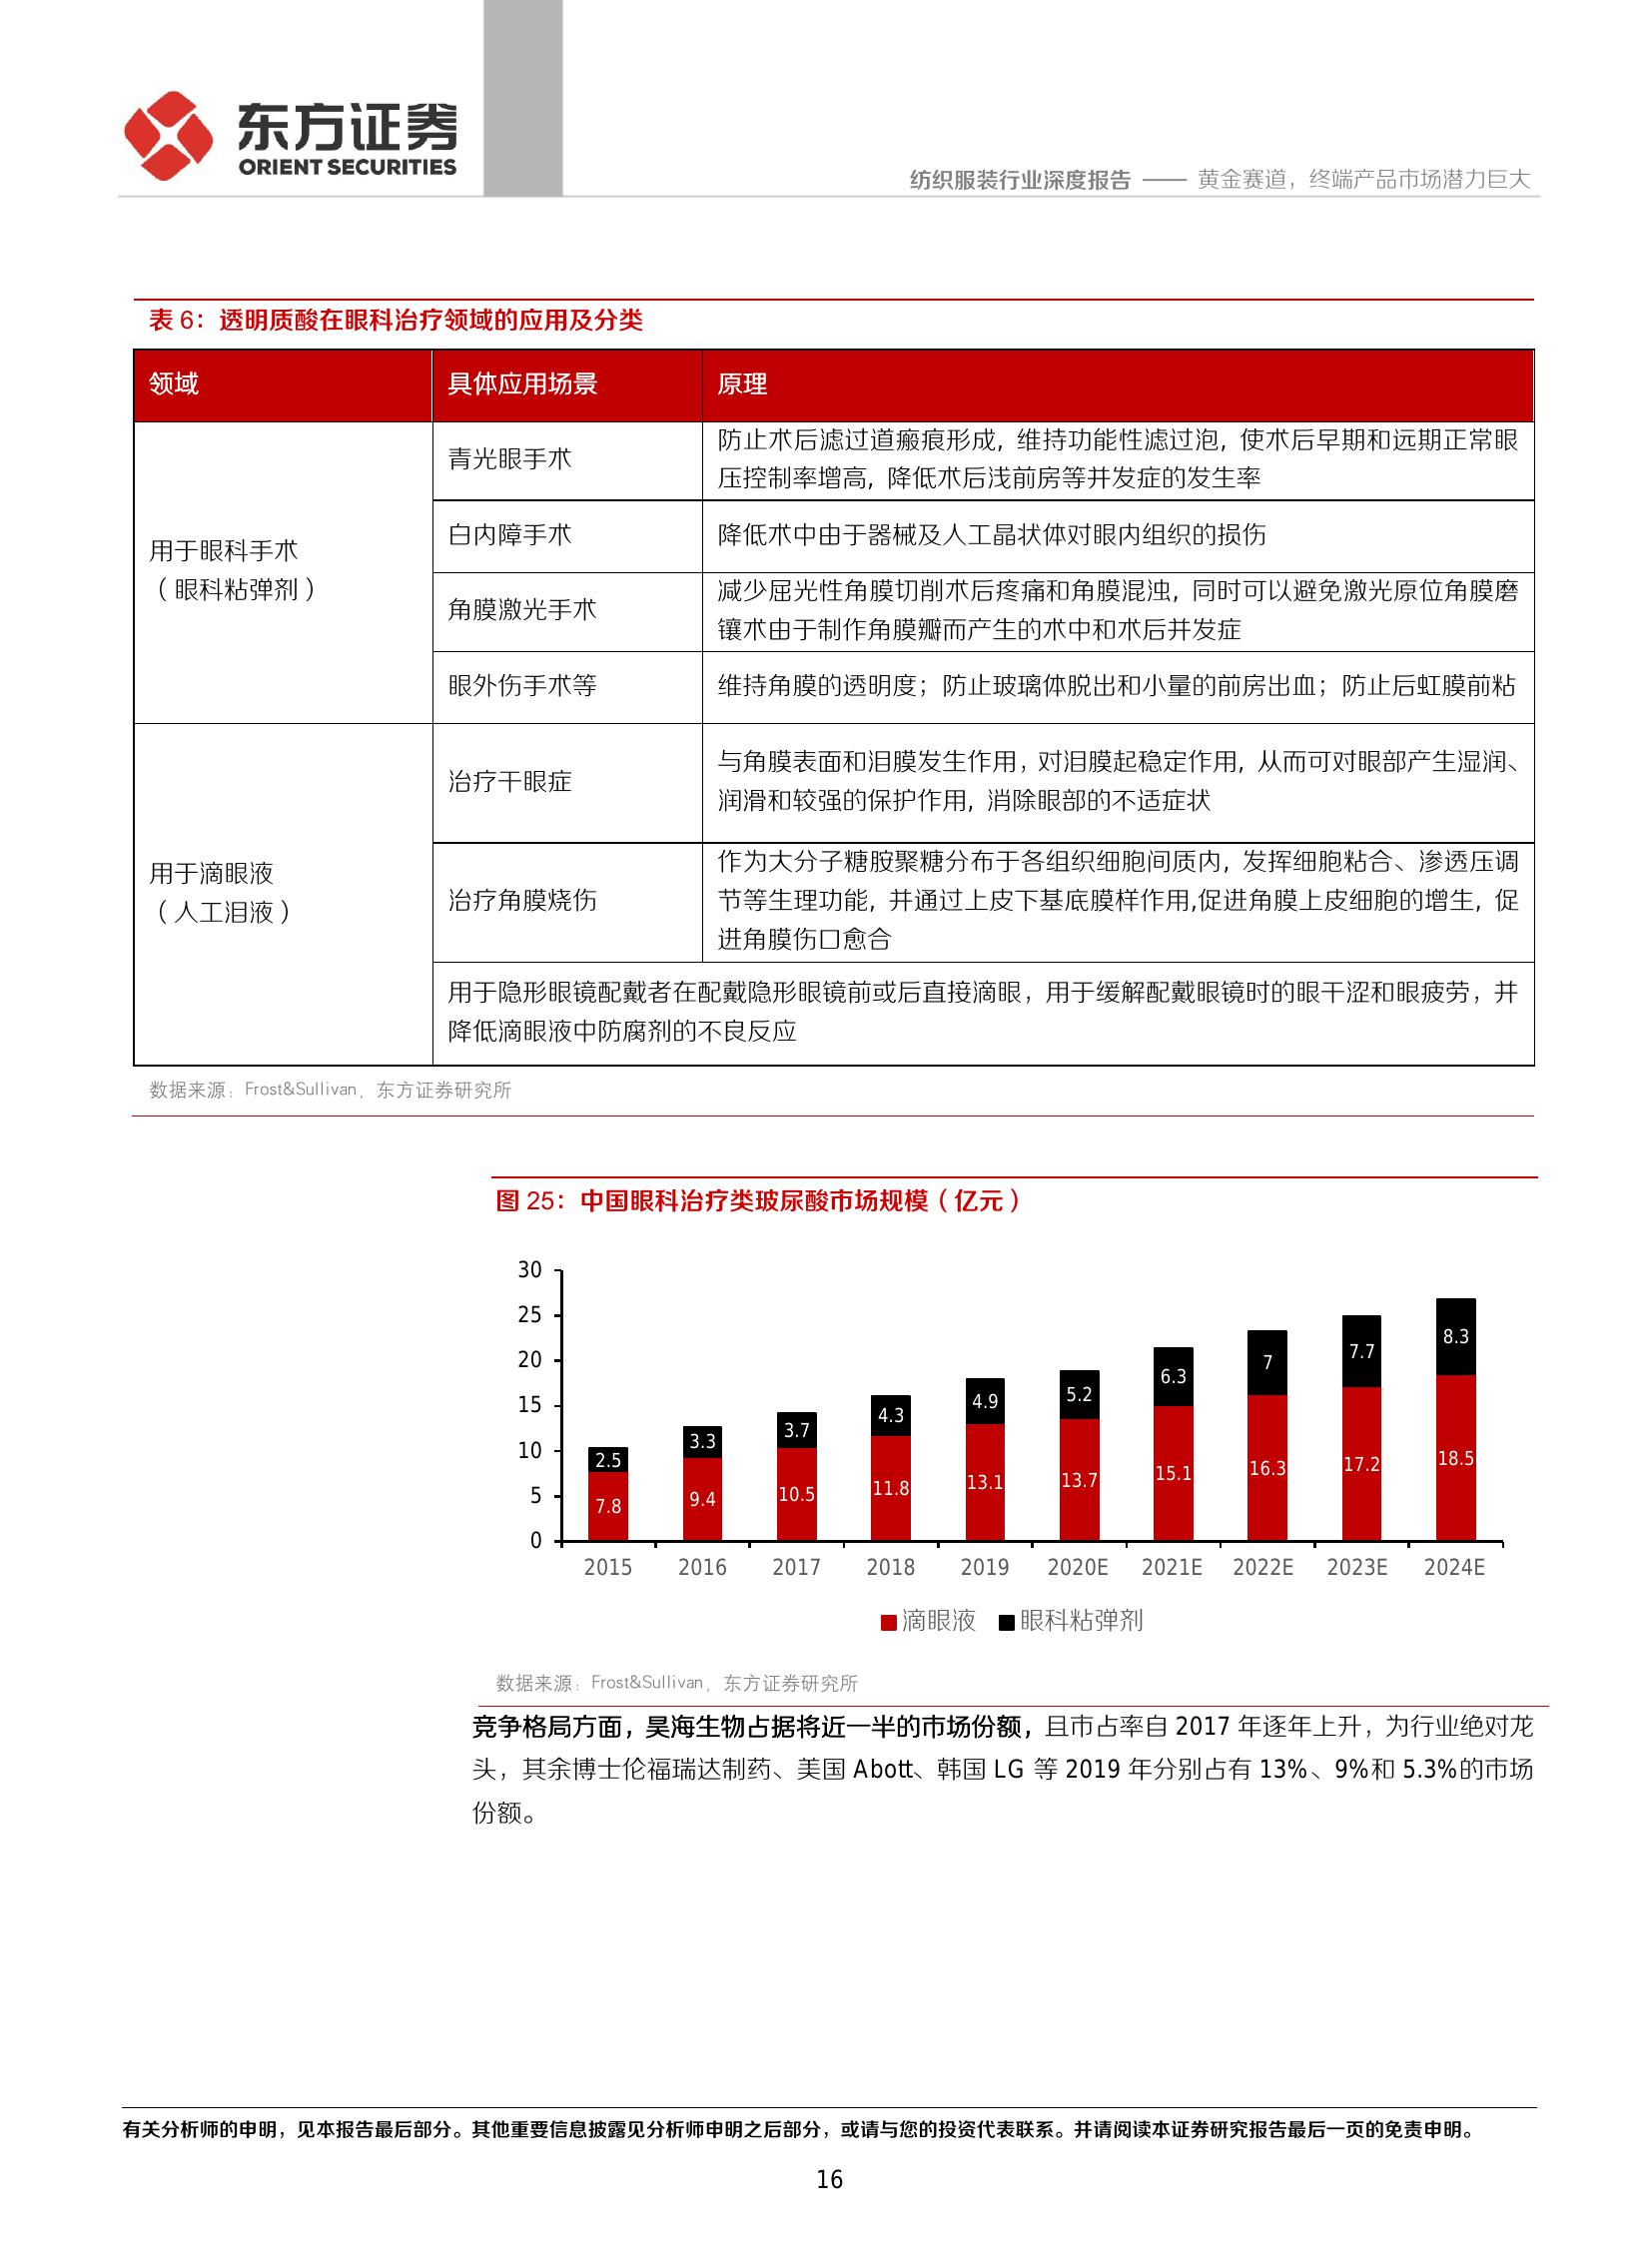 东方证券
ORIENT SECURITIES
纺织服装行业深度报告 —— 黄金赛道，终端产品市场潜力巨大
表 6：透明质酸在眼科治疗领域的应用及分类
领域 具体应用场景 原理
用于眼科手术
（眼科粘弹剂）
青光眼手术
防止术后滤过道瘢痕形成，维持功能性滤过泡，使术后早期和远期正常眼
压控制率增高，降低术后浅前房等并发症的发生率
白内障手术
降低术中由于器械及人工晶状体对眼内组织的损伤
角膜激光手术
减少屈光性角膜切削术后疼痛和角膜混浊，同时可以避免激光原位角膜磨
镶术由于制作角膜瓣而产生的术中和术后并发症
眼外伤手术等
维持角膜的透明度；防止玻璃体脱出和小量的前房出血；防止后虹膜前粘
用于滴眼液
（人工泪液）
治疗干眼症
与角膜表面和泪膜发生作用，对泪膜起稳定作用，从而可对眼部产生湿润、
润滑和较强的保护作用，消除眼部的不适症状
治疗角膜烧伤
作为大分子糖胺聚糖分布于各组织细胞间质内，发挥细胞粘合、渗透压调
节等生理功能，并通过上皮下基底膜样作用,促进角膜上皮细胞的增生，促
进角膜伤口愈合
用于隐形眼镜配戴者在配戴隐形眼镜前或后直接滴眼，用于缓解配戴眼镜时的眼干涩和眼疲劳，并
降低滴眼液中防腐剂的不良反应
数据来源：Frost&Sullivan，东方证券研究所
图 25：中国眼科治疗类玻尿酸市场规模（亿元）
30
25
20
15
10
5
0
2.5 3.3 3.7 4.3 4.9 5.2 6.3 7 7.7 8.3
7.8 9.4 10.5 11.8 13.1 13.7 15.1 16.3 17.2 18.5
2015 2016 2017 2018 2019 2020E 2021E 2022E 2023E 2024E
滴眼液 眼科粘弹剂
数据来源：Frost&Sullivan，东方证券研究所
竞争格局方面，昊海生物占据将近一半的市场份额，且市占率自 2017 年逐年上升，为行业绝对龙
头，其余博士伦福瑞达制药、美国 Abott、韩国 LG 等 2019 年分别占有 13%、9%和 5.3%的市场
份额。
有关分析师的申明，见本报告最后部分。其他重要信息披露见分析师申明之后部分，或请与您的投资代表联系。并请阅读本证券研究报告最后一页的免责申明。
16